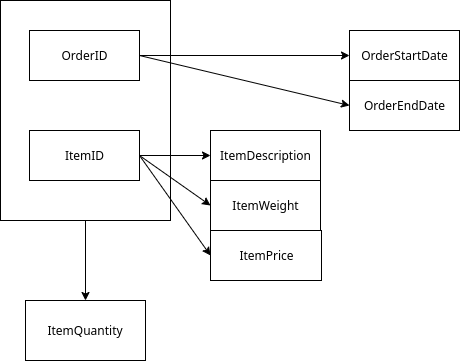 OrderID
OrderStartDate
OrderEndDate
ItemID
ItemDescription
ItemWeight
ItemPrice
ItemQuantity